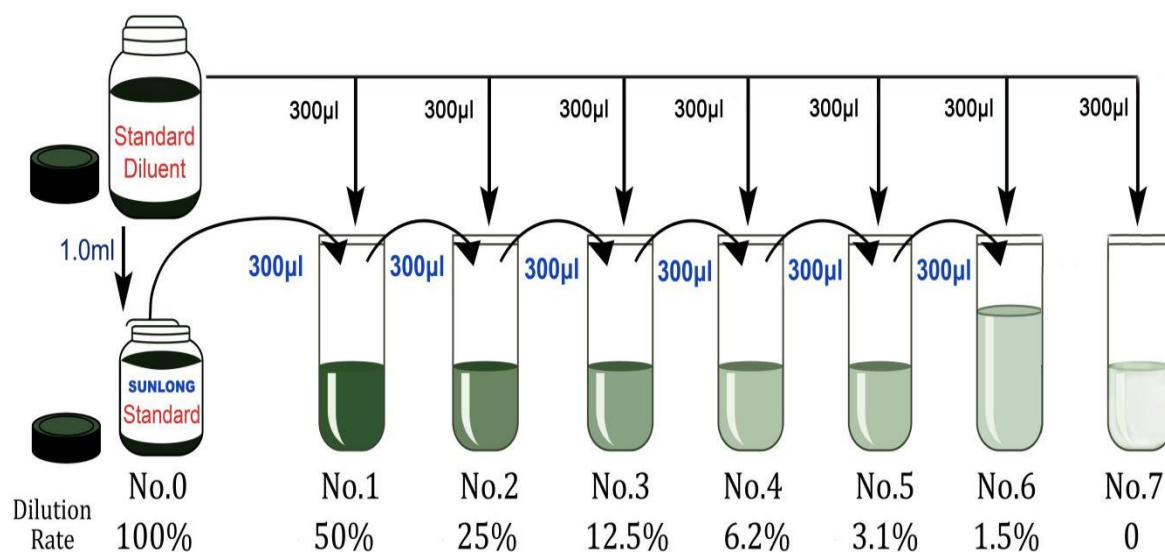 300µl 300µl 300µl 300µl 300µl 300µl 300µl
Standard
Diluent
1.0ml
300µl 300µl 300µl 300µl 300µl 300µl
SUNLONG
Standard
No.0 No.1 No.2 No.3 No.4 No.5 No.6 No.7
Dilution
Rate 100% 50% 25% 12.5% 6.2% 3.1% 1.5% 0